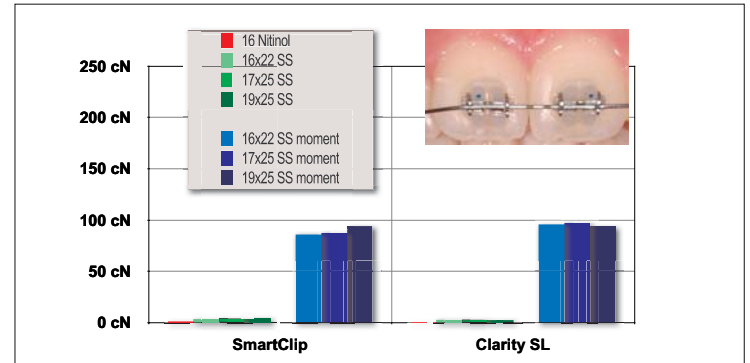 16 Nitinol
16x22 SS
17x25 SS
19x25 SS
16x22 SS moment
17x25 SS moment
19x25 SS moment
250 cN
200 cN
150 cN
100 cN
50 cN
0 cN
SmartClip
Clarity SL